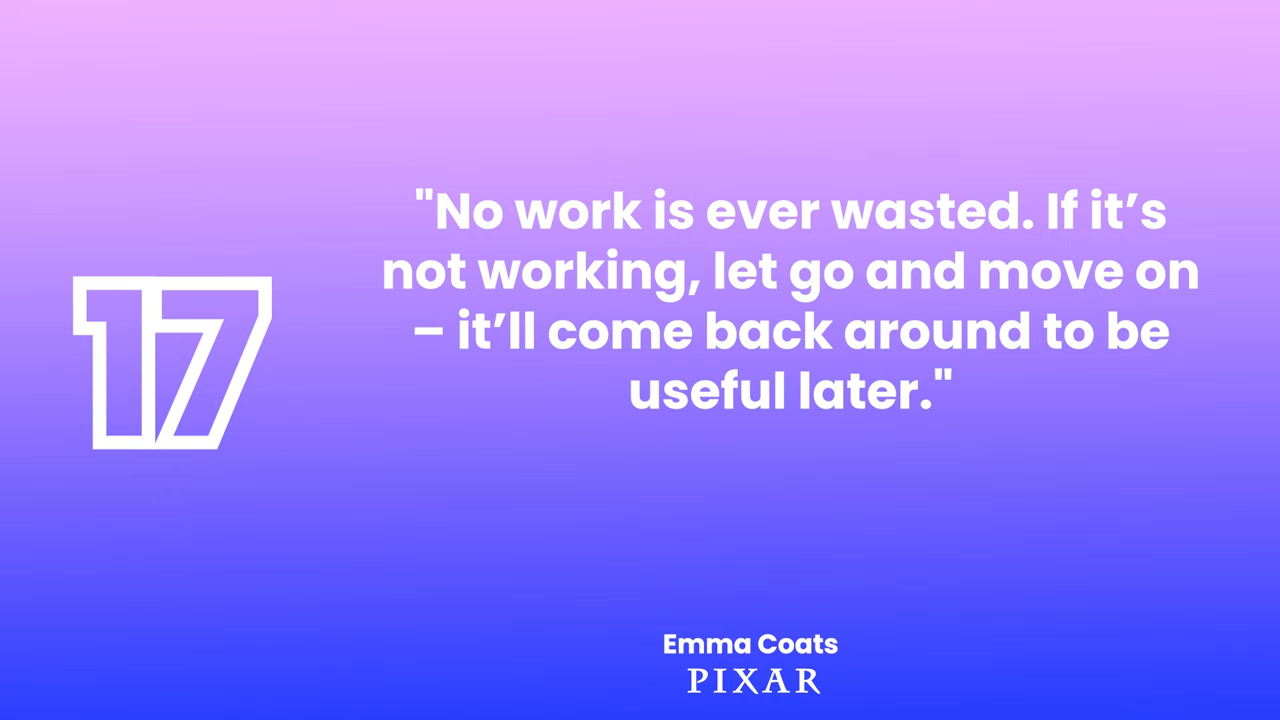 17
"No work is ever wasted. If it’s
not working, let go and move on
– it’ll come back around to be
useful later."
Emma Coats
PIXAR